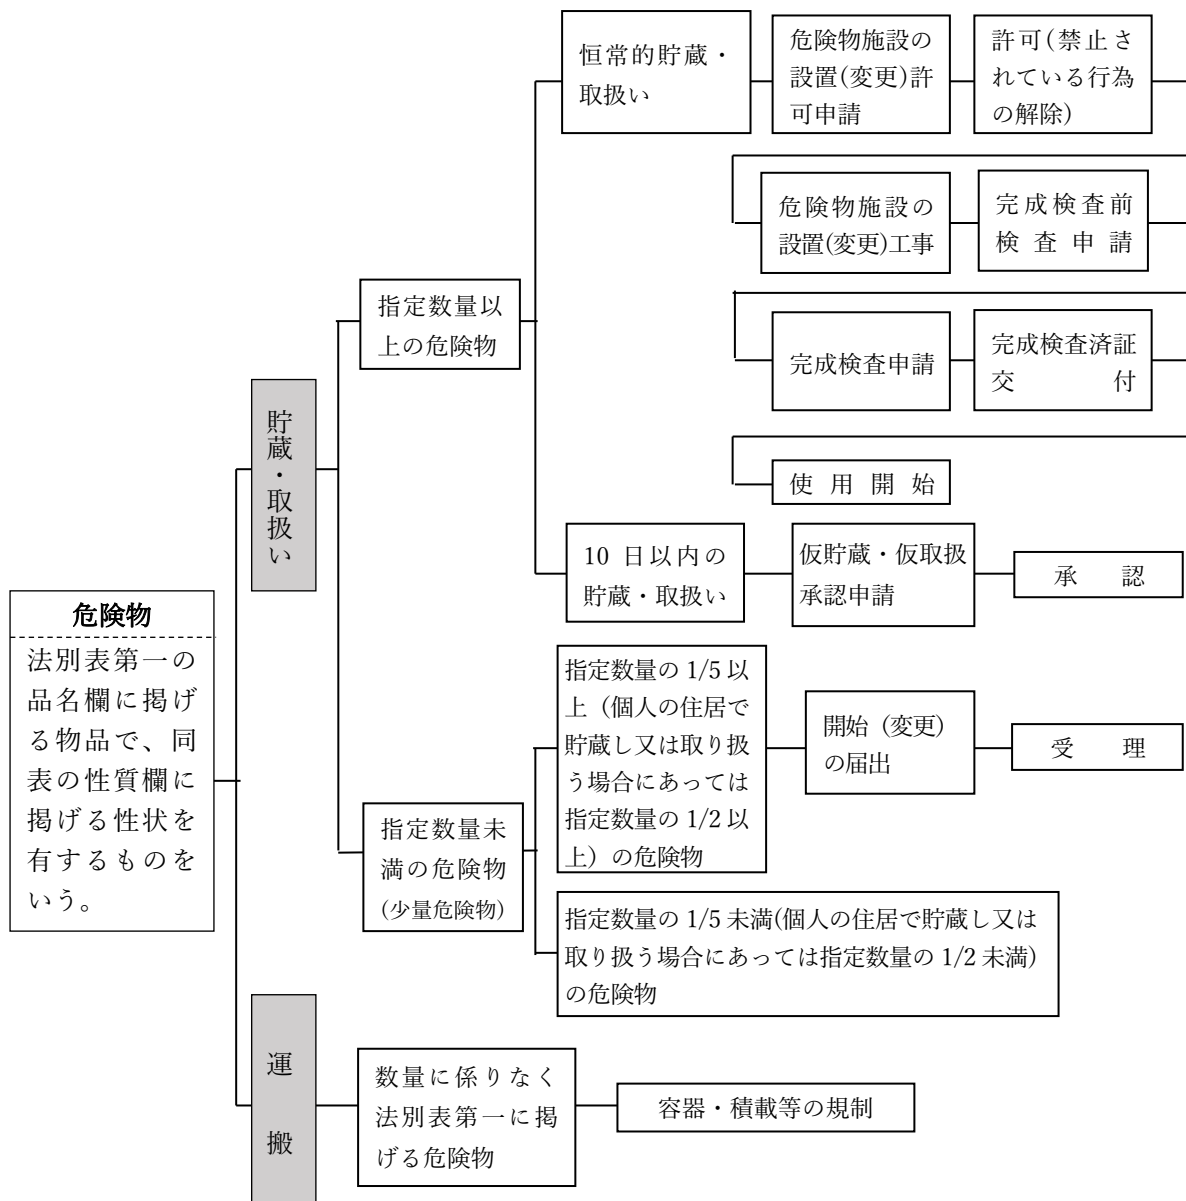 恒常的貯蔵・
取扱い
危険物施設の
設置(変更)許
可申請
許可(禁止さ
れている行為
の解除)
危険物施設の
設置(変更)工事
完成検査前
検査申請
完成検査申請
完成検査済証
交付
使用開始
指定数量以
上の危険物
10 日以内の
貯蔵・取扱い
仮貯蔵・仮取扱
承認申請
承認
貯蔵・取扱い
危険物
法別表第一の
品名欄に掲げ
る物品で、同
表の性質欄に
掲げる性状を
有するものを
いう。
指定数量未
満の危険物
(少量危険物)
指定数量の 1/5 以
上（個人の住居で
貯蔵し又は取り扱
う場合にあっては
指定数量の 1/2 以
上）の危険物
開始（変更）
の届出
受理
指定数量の 1/5 未満(個人の住居で貯蔵し又は
取り扱う場合にあっては指定数量の 1/2 未満)
の危険物
運搬
数量に係りなく
法別表第一に掲
げる危険物
容器・積載等の規制